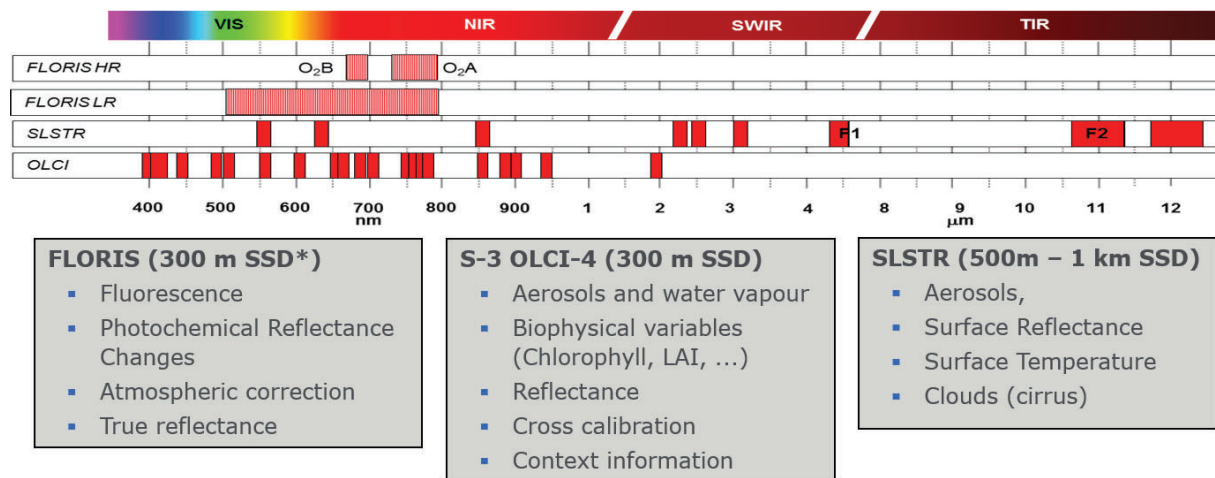 VIS NIR SWIR TIR
FLORIS HR O₂B O₂A
FLORIS LR
SLSTR F1 F2
OLCI
400 500 600 700 800 900 1 2 3 4 8 9 10 11 12
nm μm
FLORIS (300 m SSD*)
▪ Fluorescence
▪ Photochemical Reflectance
Changes
▪ Atmospheric correction
▪ True reflectance
S-3 OLCI-4 (300 m SSD)
▪ Aerosols and water vapour
▪ Biophysical variables
(Chlorophyll, LAI, ...)
▪ Reflectance
▪ Cross calibration
▪ Context information
SLSTR (500m – 1 km SSD)
▪ Aerosols,
▪ Surface Reflectance
▪ Surface Temperature
▪ Clouds (cirrus)